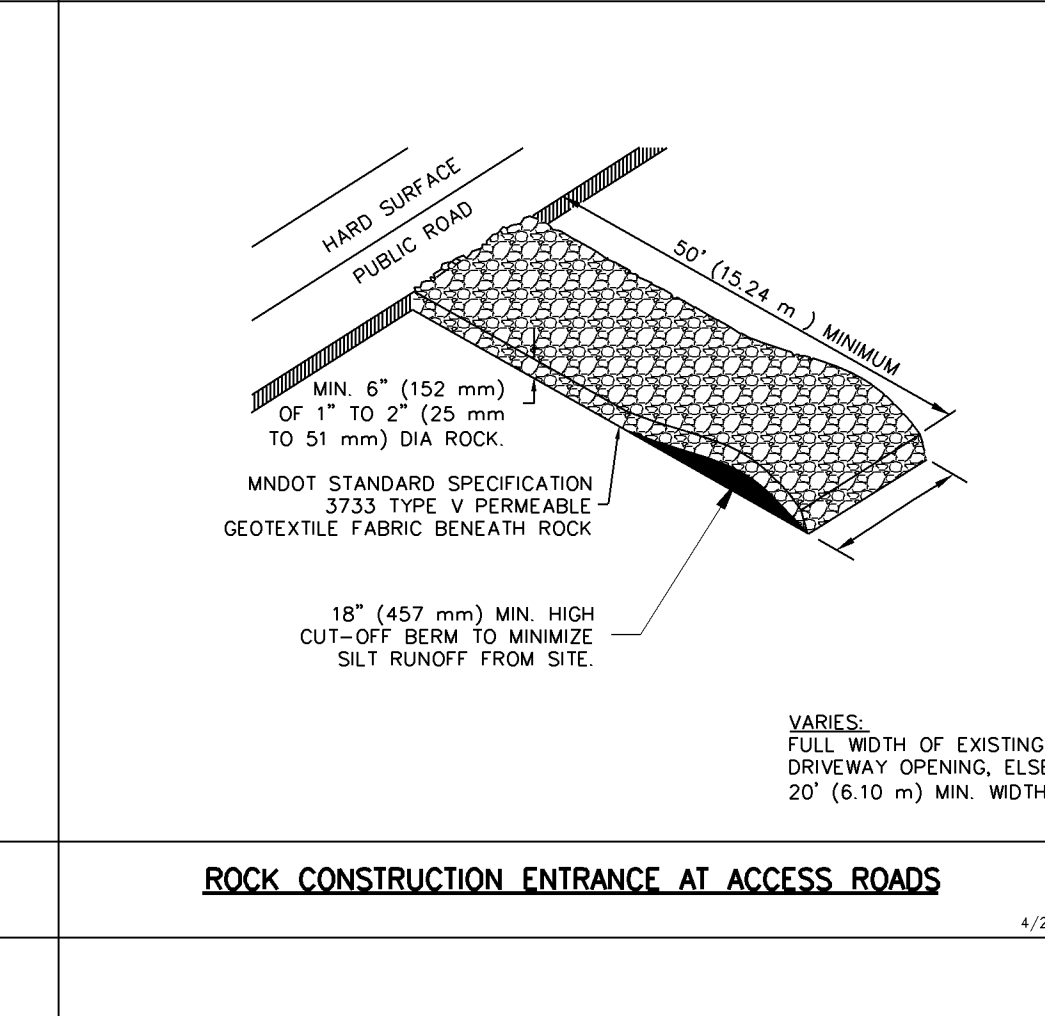 HARD SURFACE
PUBLIC ROAD
50' (15.24 m ) MINIMUM
MIN. 6" (152 mm)
OF 1" TO 2" (25 mm
TO 51 mm) DIA ROCK.
MNDOT STANDARD SPECIFICATION
3733 TYPE V PERMEABLE
GEOTEXTILE FABRIC BENEATH ROCK
18" (457 mm) MIN. HIGH
CUT-OFF BERM TO MINIMIZE
SILT RUNOFF FROM SITE.
VARIES:
FULL WIDTH OF EXISTING
DRIVEWAY OPENING, ELSE
20' (6.10 m) MIN. WIDTH
ROCK CONSTRUCTION ENTRANCE AT ACCESS ROADS
4/2